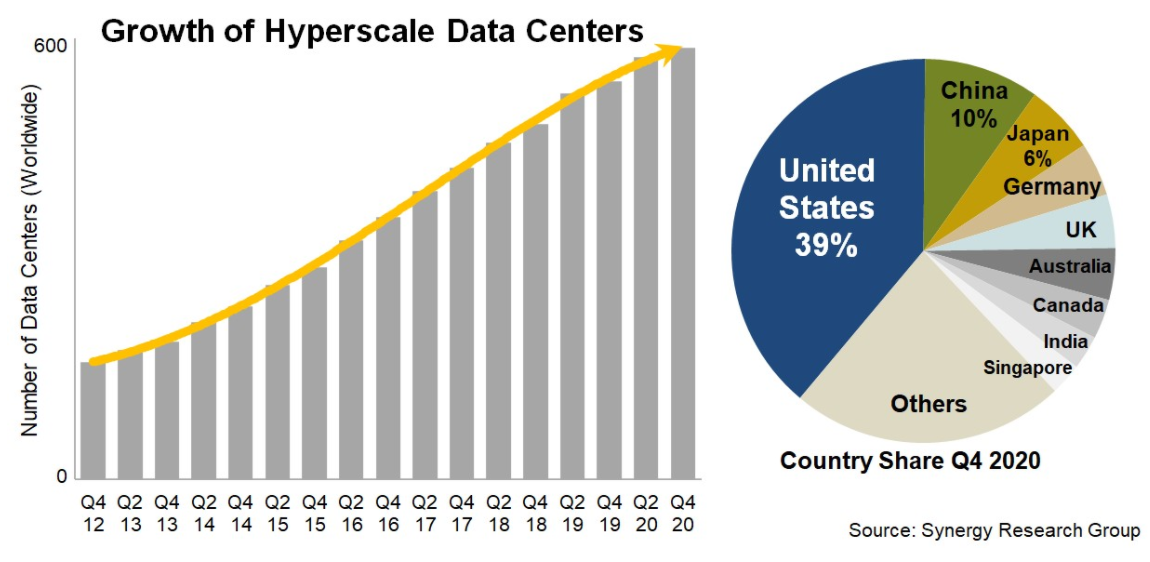 Growth of Hyperscale Data Centers
600
Number of Data Centers (Worldwide)
0
Q4 Q2 Q4 Q2 Q4 Q2 Q4 Q2 Q4 Q2 Q4 Q2 Q4 Q2 Q4 Q2 Q4
12 13 13 14 14 15 15 16 16 17 17 18 18 19 19 20 20
China
10%
Japan
6%
Germany
UK
Australia
Canada
India
Singapore
Others
United
States
39%
Country Share Q4 2020
Source: Synergy Research Group